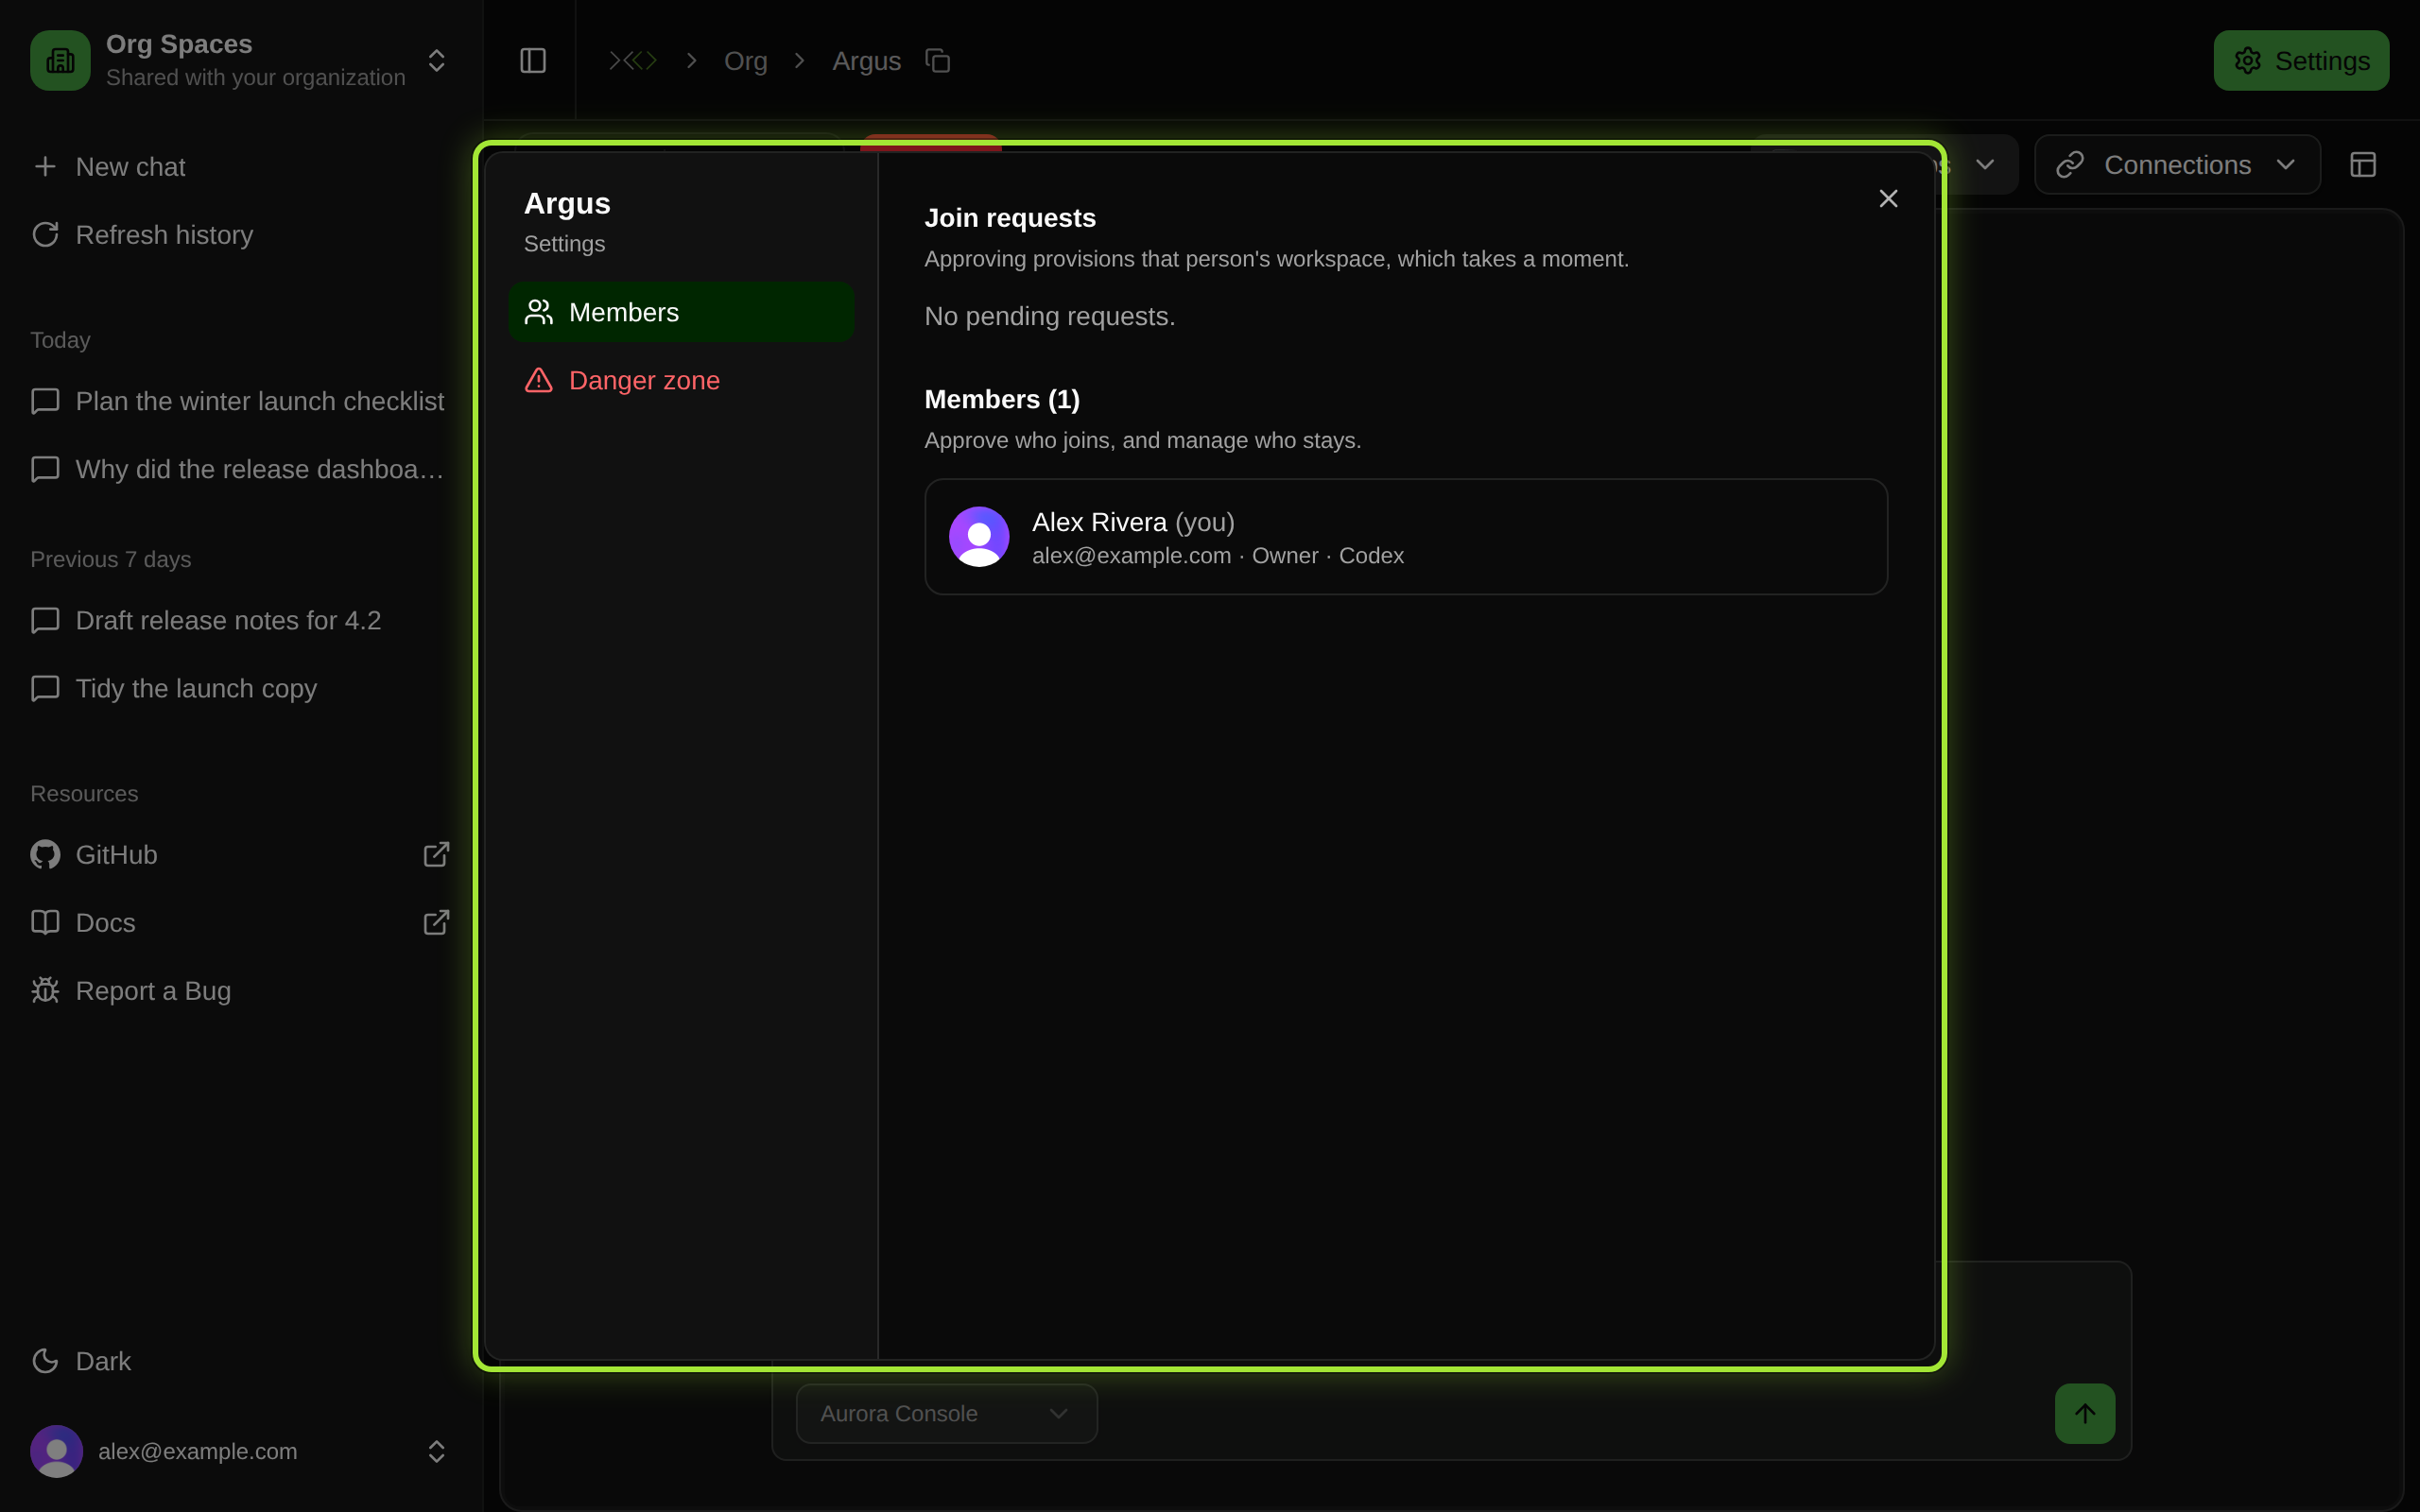 Org Spaces
Shared with your organization
Org
Argus
Settings
New chat
Refresh history
Today
Plan the winter launch checklist
Why did the release dashboa…
Previous 7 days
Draft release notes for 4.2
Tidy the launch copy
Resources
GitHub
Docs
Report a Bug
Dark
alex@example.com
Connections
Argus
Settings
Members
Danger zone
Join requests
Approving provisions that person's workspace, which takes a moment.
No pending requests.
Members (1)
Approve who joins, and manage who stays.
Alex Rivera (you)
alex@example.com · Owner · Codex
Aurora Console